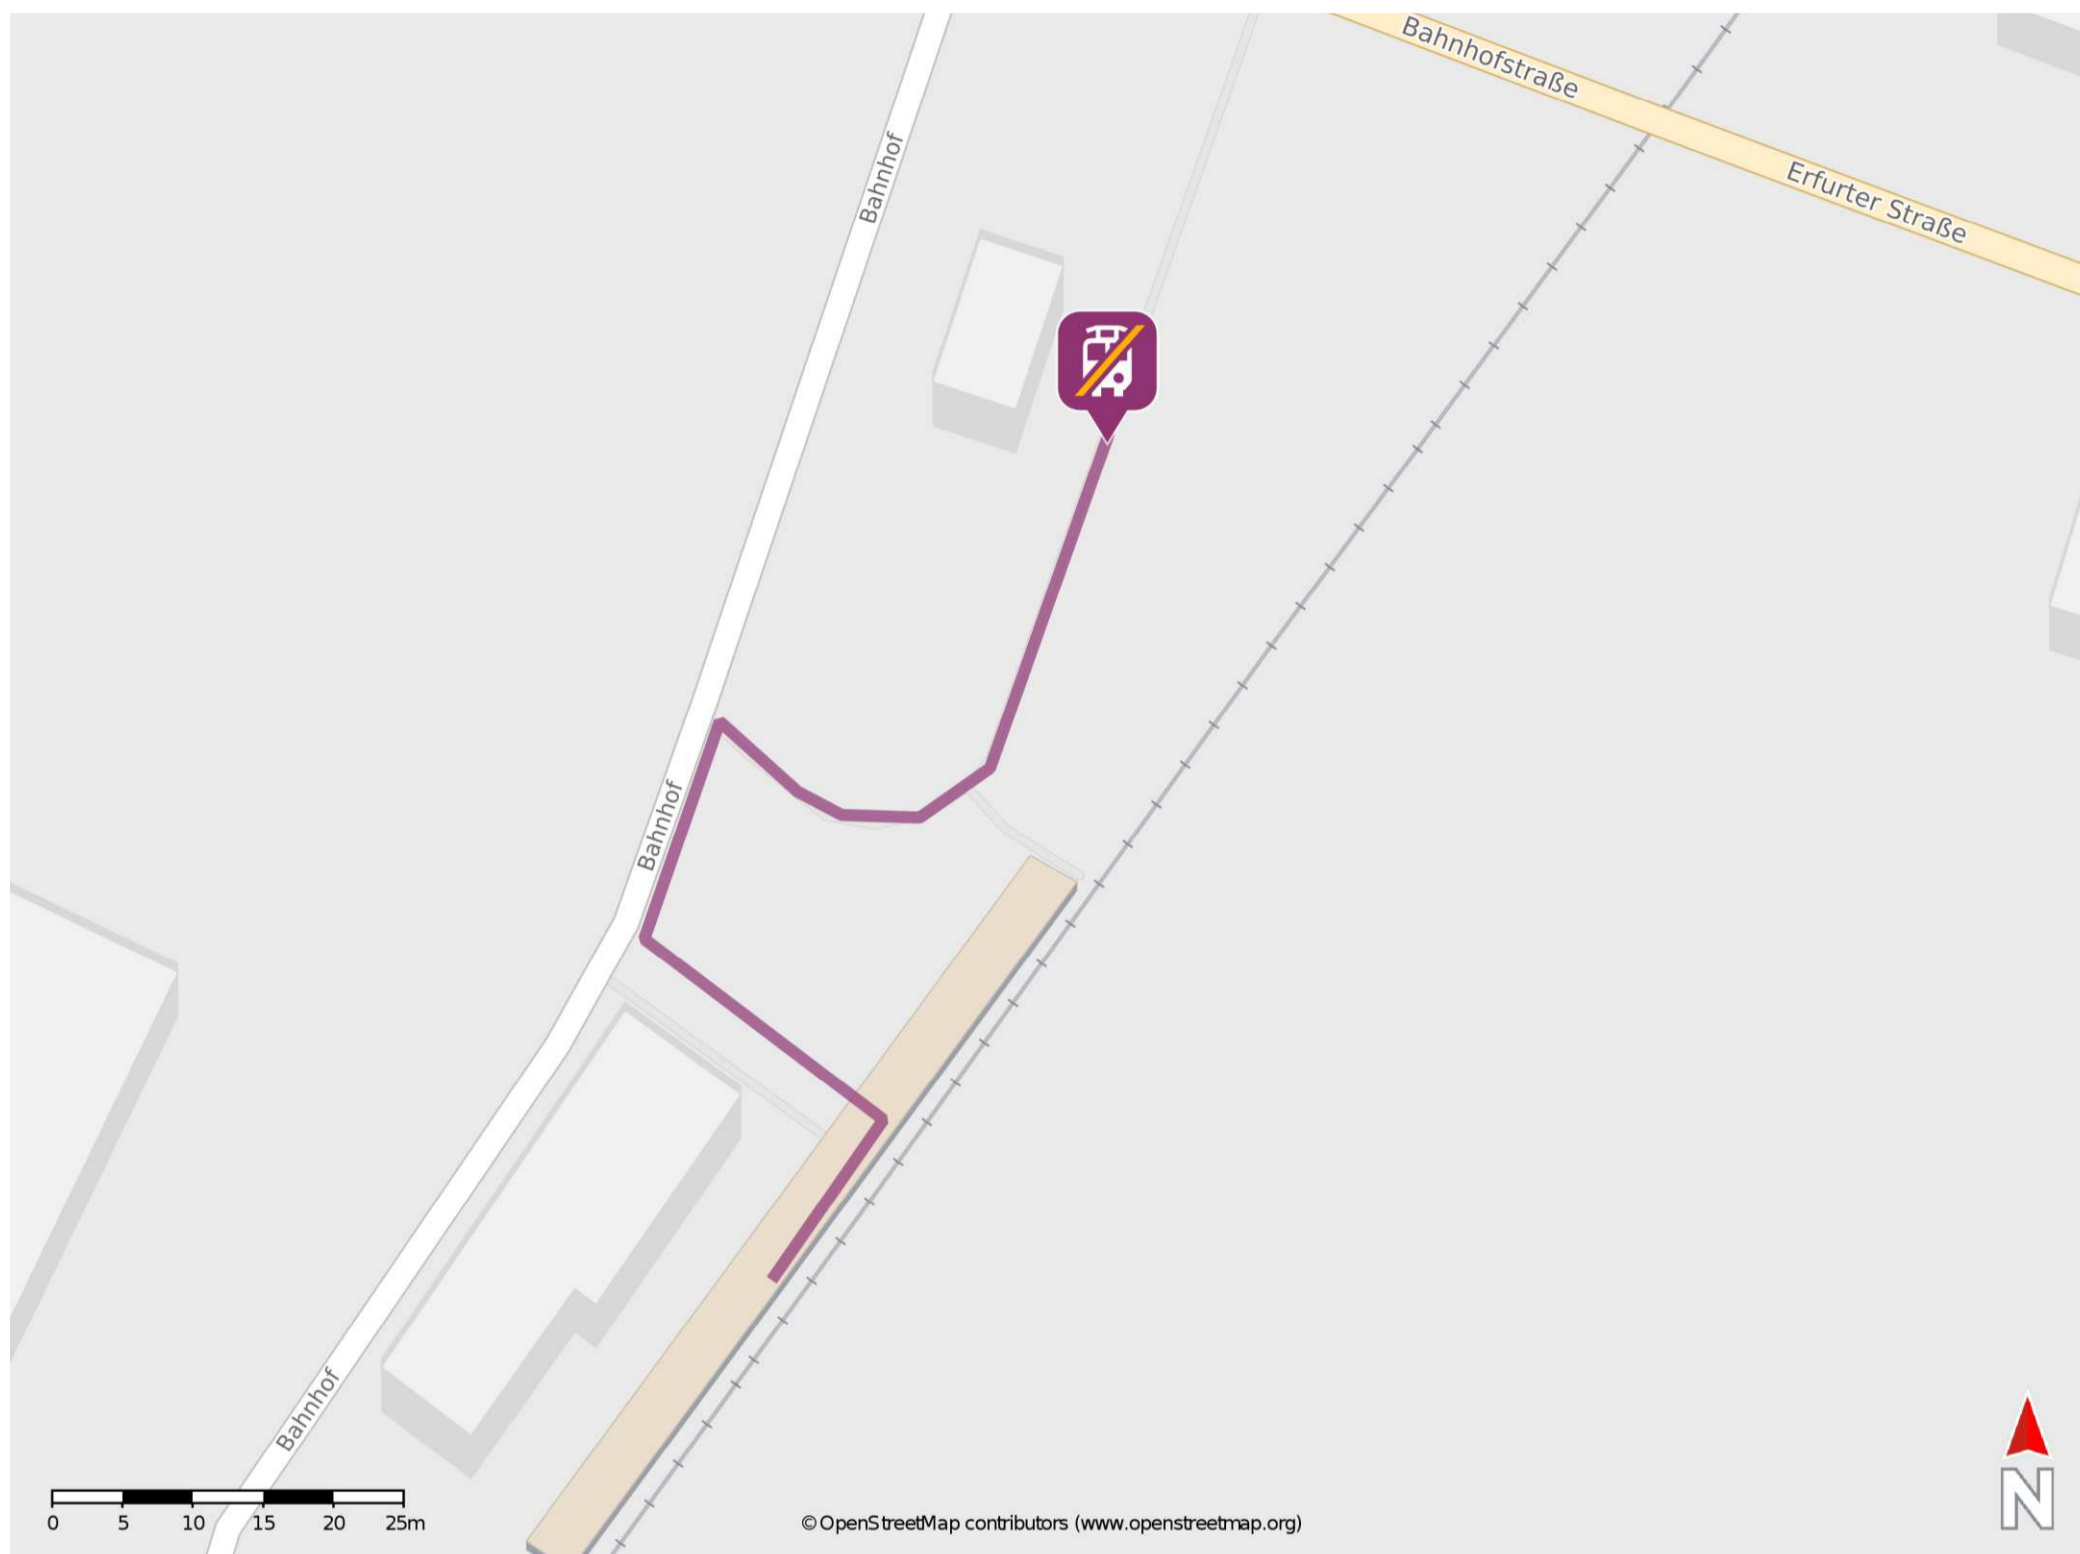 Bahnhofstraße
Bahnhof
Erfurter Straße
Bahnhof
Bahnhof
0 5 10 15 20 25m
© OpenStreetMap contributors (www.openstreetmap.org)
N